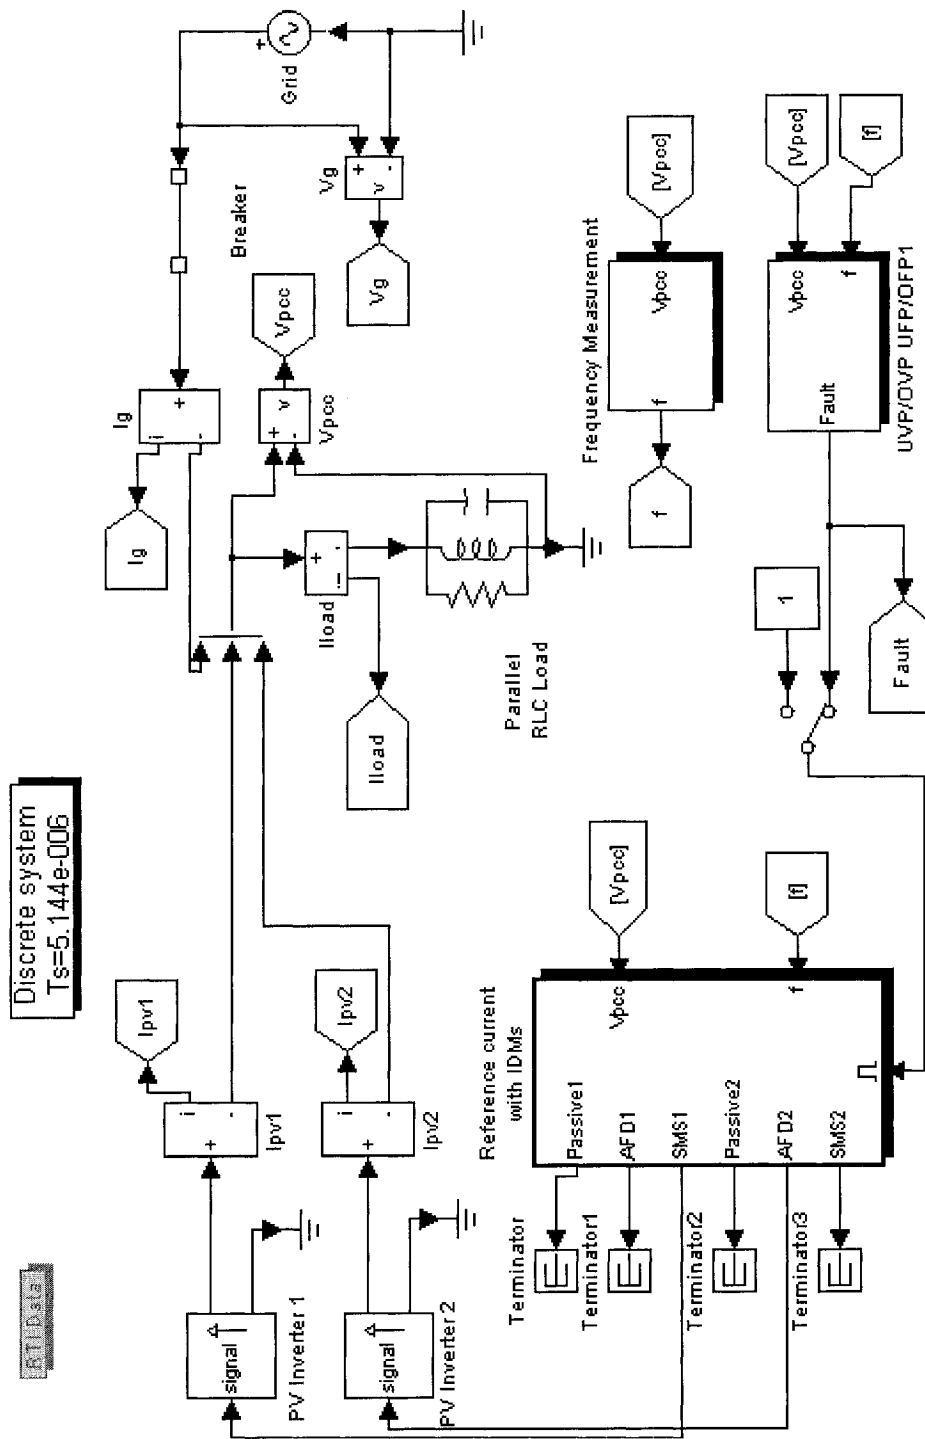 RTI Data
Discrete system
Ts=5.144e-006
signal
PV Inverter 1
+
i
-
Ipv1
Ipv1
signal
PV Inverter 2
+
i
-
Ipv2
Ipv2
Ig
i
+
-
Ig
+
v
-
Vpcc
Vpcc
Iload
+
i
-
Iload
Parallel
RLC Load
Breaker
Grid
+
Vg
+
v
-
Vg
Reference current
with IDMs
Passive1
AFD1
SMS1
Passive2
AFD2
SMS2
Vpcc
f
[Vpcc]
[f]
Terminator
Terminator1
Terminator2
Terminator3
Frequency Measurement
f
Vpcc
[Vpcc]
f
1
Fault
Fault
Vpcc
f
[Vpcc]
[f]
UVP/OVP UFP/OFP1